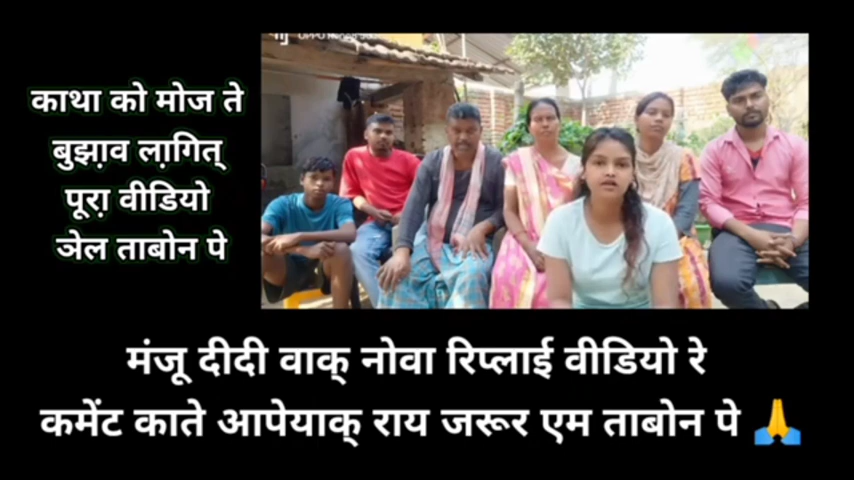 काथा को मोज ते
बुझा़व ला़गित्
पूरा़ वीडियो
ञेल ताबोन पे
मंजू दीदी वाक् नोवा रिप्लाई वीडियो रे
कमेंट काते आपेयाक् राय जरूर एम ताबोन पे 🙏